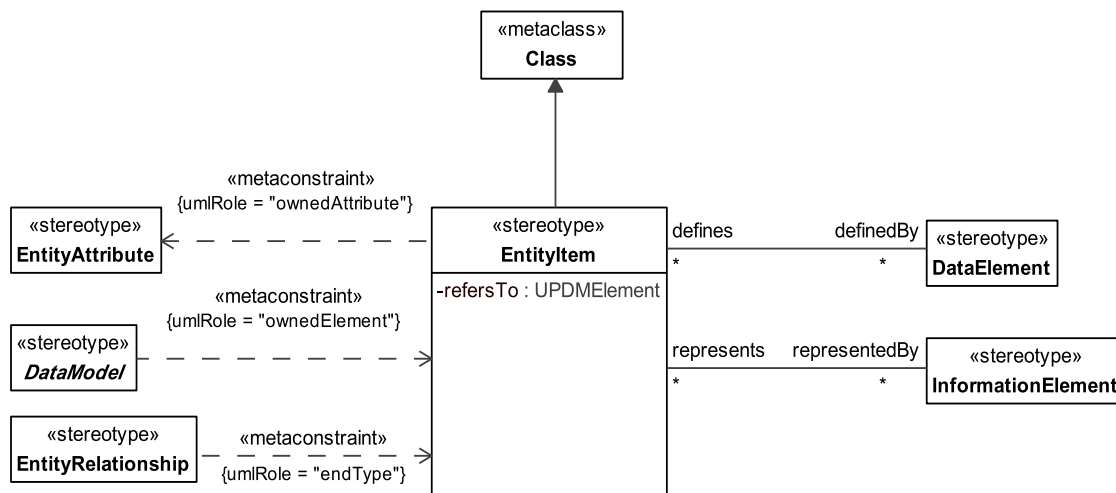 «metaclass»
Class
«metaconstraint»
{umlRole = "ownedAttribute"}
«stereotype»
EntityAttribute
«stereotype»
EntityItem
-refersTo : UPDMElement
defines
definedBy
*
*
«stereotype»
DataElement
«metaconstraint»
{umlRole = "ownedElement"}
«stereotype»
DataModel
represents
representedBy
*
*
«stereotype»
InformationElement
«stereotype»
EntityRelationship
«metaconstraint»
{umlRole = "endType"}